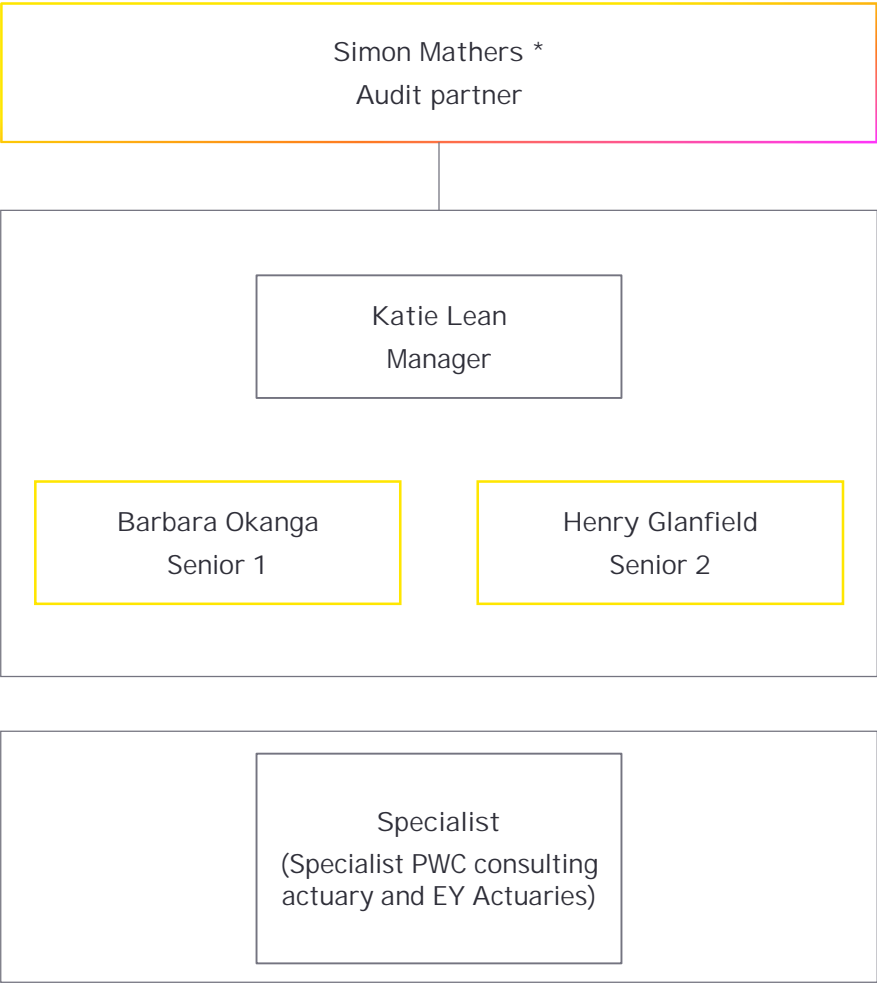 Simon Mathers *
Audit partner
Katie Lean
Manager
Barbara Okanga
Senior 1
Henry Glanfield
Senior 2
Specialist
(Specialist PWC consulting
actuary and EY Actuaries)